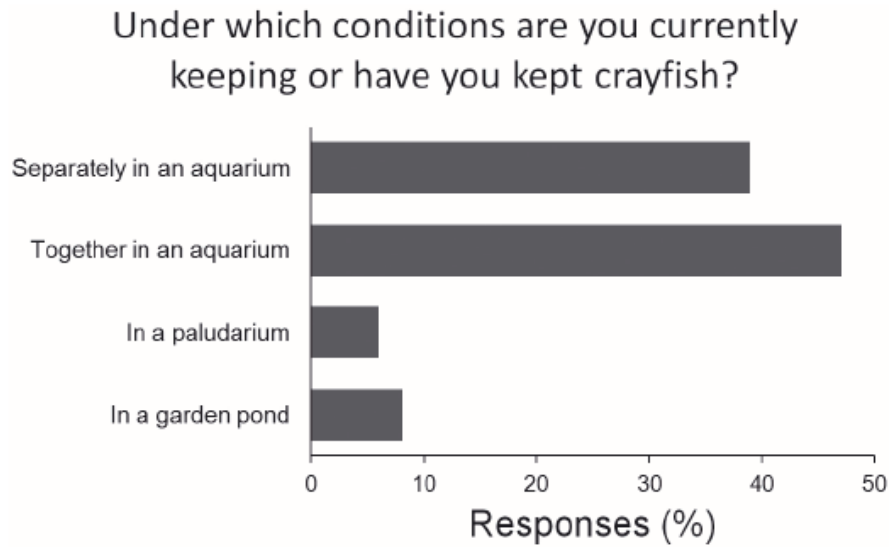 Under which conditions are you currently
keeping or have you kept crayfish?
Separately in an aquarium
Together in an aquarium
In a paludarium
In a garden pond
0 10 20 30 40 50
Responses (%)